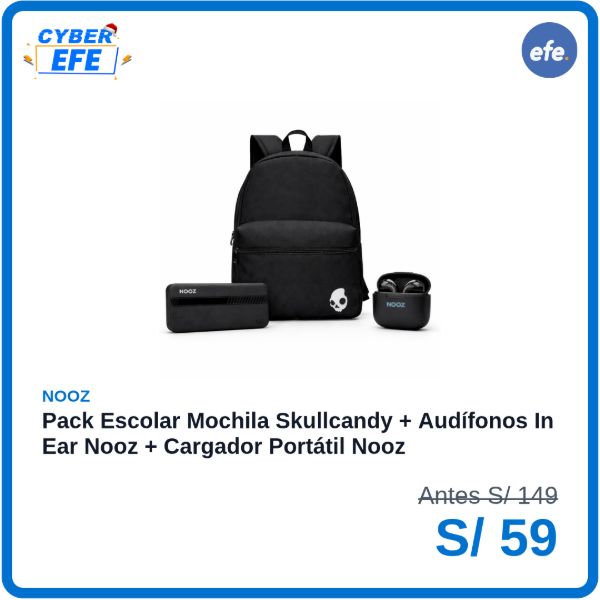 CYBER
EFE
efe.
NOOZ
NOOZ
NOOZ
Pack Escolar Mochila Skullcandy + Audífonos In
Ear Nooz + Cargador Portátil Nooz
Antes S/ 149
S/ 59